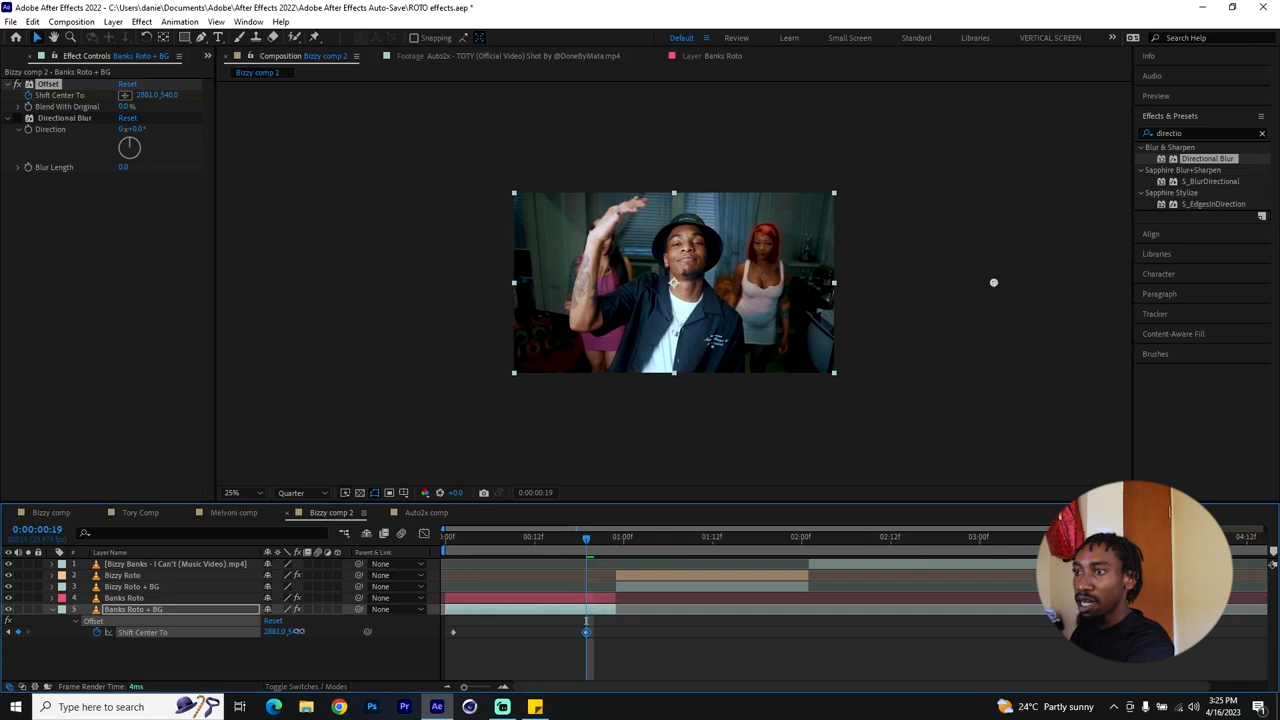 Adobe After Effects 2022 - C:\Users\danie\Documents\Adobe\After Effects 2022\Adobe After Effects Auto-Save\ROTO effects.aep *
File Edit Composition Layer Effect Animation View Window Help
Snapping Default Review Learn Small Screen Standard Libraries VERTICAL SCREEN Search Help
Effect Controls Banks Roto + BG
Composition Bizzy comp 2
Footage Auto2x - TOTY (Official Video) Shot By @DoneByMata.mp4
Layer Banks Roto
Bizzy comp 2 · Banks Roto + BG
Bizzy comp 2
Offset Reset
Shift Center To 2881.0,540.0
Blend With Original 0.0 %
Directional Blur Reset
Direction 0x+0.0°
Blur Length 0.0
Info
Audio
Preview
Effects & Presets
directio
Blur & Sharpen
Directional Blur
Sapphire Blur+Sharpen
S_BlurDirectional
Sapphire Stylize
S_EdgesInDirection
Align
Libraries
Character
Paragraph
Tracker
Content-Aware Fill
Brushes
25% Quarter +0.0 0:00:00:19
Bizzy comp Tory Comp Melvoni comp Bizzy comp 2 Auto2x comp
0:00:00:19
00019 (23.976 fps)
00:12f 01:00f 01:12f 02:00f 02:12f 03:00f 04:12f
# Layer Name Parent & Link
1 [Bizzy Banks - I Can't (Music Video).mp4] None
2 Bizzy Roto None
3 Bizzy Roto + BG None
4 Banks Roto None
5 Banks Roto + BG None
Offset Reset
Shift Center To
Frame Render Time: 4ms Toggle Switches / Modes
Type here to search
24°C Partly sunny
3:25 PM
4/16/2023